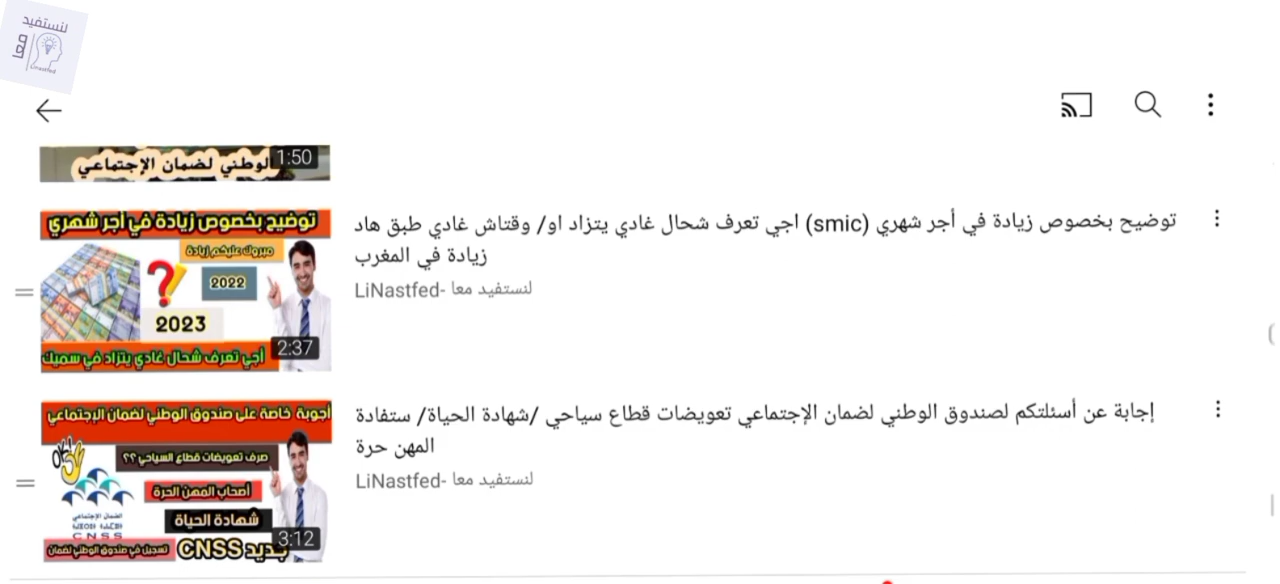 لنستفيد
معا
LinastFed
الوطني لضمان الإجتماعي
1:50
توضيح بخصوص زيادة في أجر شهري
مبروك عليكم زيادة
2022
2023
2:37
أجي تعرف شحال غادي يتزاد في سميك
توضيح بخصوص زيادة في أجر شهري (smic) اجي تعرف شحال غادي يتزاد او/ وقتاش غادي طبق هاد
زيادة في المغرب
LiNastfed- لنستفيد معا
أجوبة خاصة على صندوق الوطني لضمان الإجتماعي
صرف تعويضات قطاع السياحي ؟؟
أصحاب المهن الحرة
الضمان الإجتماعي
CNSS
شهادة الحياة
3:12
جديد CNSS
تسجيل في صندوق الوطني لضمان
إجابة عن أسئلتكم لصندوق الوطني لضمان الإجتماعي تعويضات قطاع سياحي /شهادة الحياة/ ستفادة
المهن حرة
LiNastfed- لنستفيد معا